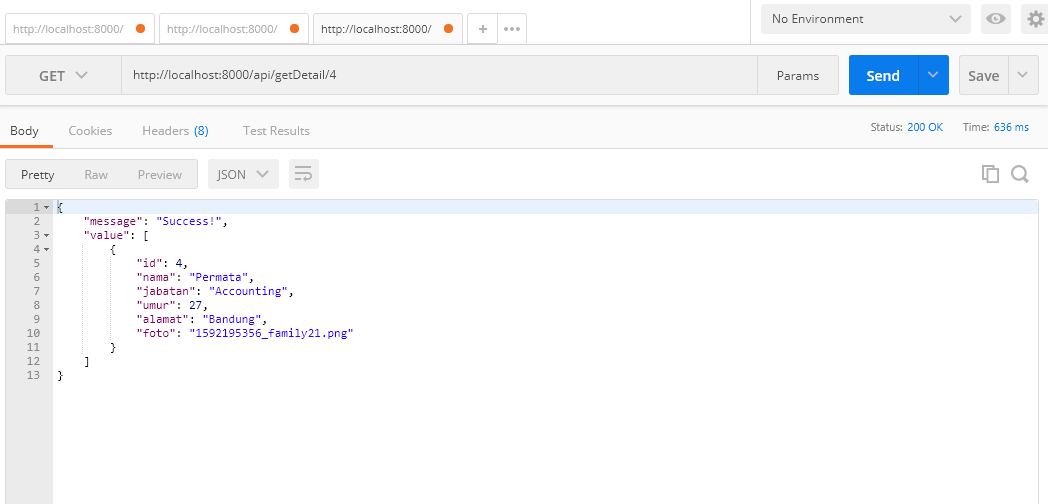 http://localhost:8000/ http://localhost:8000/ http://localhost:8000/ + ••• No Environment
GET http://localhost:8000/api/getDetail/4 Params Send Save
Body Cookies Headers (8) Test Results Status: 200 OK Time: 636 ms
Pretty Raw Preview JSON
1 {
2 "message": "Success!",
3 "value": [
4 {
5 "id": 4,
6 "nama": "Permata",
7 "jabatan": "Accounting",
8 "umur": 27,
9 "alamat": "Bandung",
10 "foto": "1592195356_family21.png"
11 }
12 ]
13 }